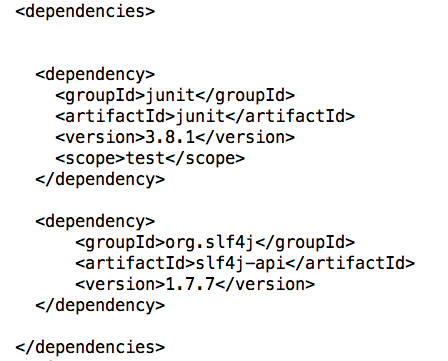 <dependencies>
<dependency>
<groupId>junit</groupId>
<artifactId>junit</artifactId>
<version>3.8.1</version>
<scope>test</scope>
</dependency>
<dependency>
<groupId>org.slf4j</groupId>
<artifactId>slf4j-api</artifactId>
<version>1.7.7</version>
</dependency>
</dependencies>